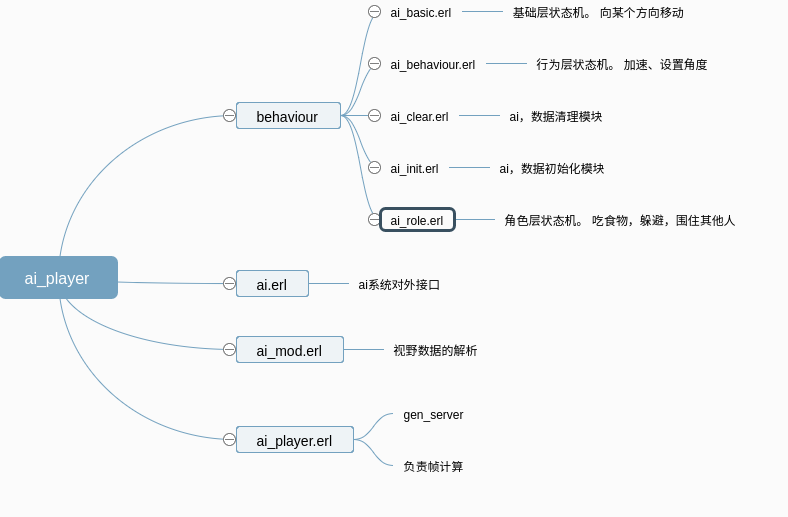 ai_basic.erl
基础层状态机。 向某个方向移动
ai_behaviour.erl
行为层状态机。 加速、设置角度
behaviour
ai_clear.erl
ai，数据清理模块
ai_init.erl
ai，数据初始化模块
ai_role.erl
角色层状态机。 吃食物，躲避，围住其他人
ai_player
ai.erl
ai系统对外接口
ai_mod.erl
视野数据的解析
ai_player.erl
gen_server
负责帧计算